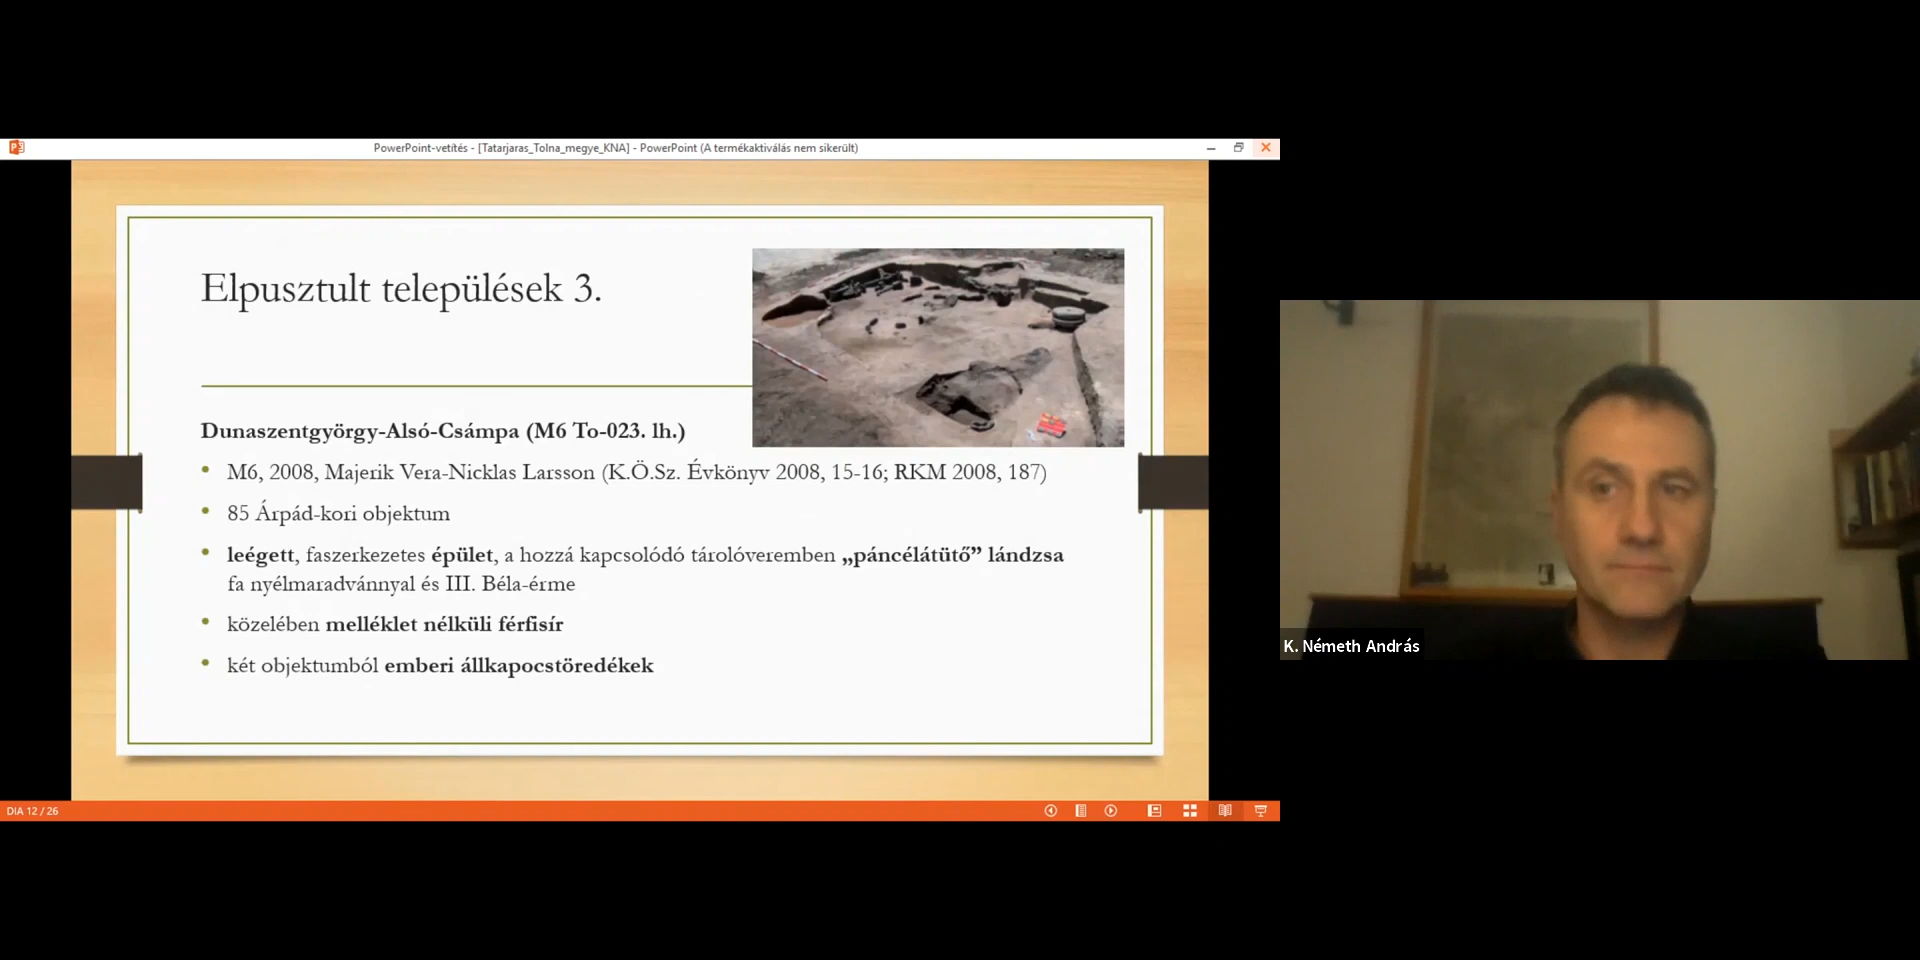 PowerPoint-vetítés - [Tatarjaras_Tolna_megye_KNA] - PowerPoint (A termékaktiválás nem sikerült)
Elpusztult települések 3.
Dunaszentgyörgy-Alsó-Csámpa (M6 To-023. lh.)
• M6, 2008, Majerik Vera-Nicklas Larsson (K.Ö.Sz. Évkönyv 2008, 15-16; RKM 2008, 187)
• 85 Árpád-kori objektum
• leégett, faszerkezetes épület, a hozzá kapcsolódó tárolóveremben „páncélátütő” lándzsa
fa nyélmaradvánnyal és III. Béla-érme
• közelében melléklet nélküli férfisír
• két objektumból emberi állkapocstöredékek
K. Németh András
DIA 12 / 26